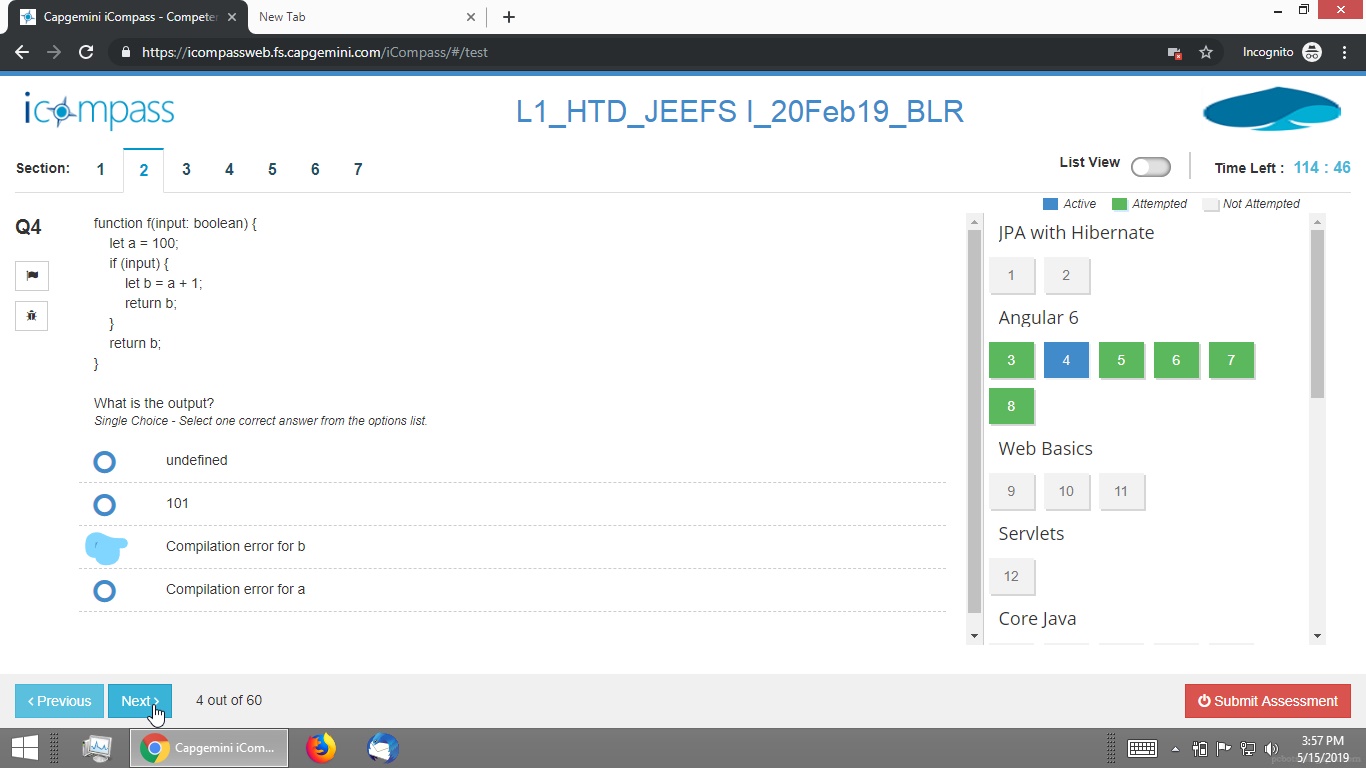 Capgemini iCompass - Competen
New Tab
https://icompassweb.fs.capgemini.com/iCompass/#/test
Incognito
icompass
L1_HTD_JEEFS I_20Feb19_BLR
Section: 1 2 3 4 5 6 7
List View
Time Left : 114 : 46
Active Attempted Not Attempted
Q4
function f(input: boolean) {
let a = 100;
if (input) {
let b = a + 1;
return b;
}
return b;
}
What is the output?
Single Choice - Select one correct answer from the options list.
undefined
101
Compilation error for b
Compilation error for a
JPA with Hibernate
1 2
Angular 6
3 4 5 6 7
8
Web Basics
9 10 11
Servlets
12
Core Java
‹ Previous
Next ›
4 out of 60
Submit Assessment
Capgemini iCom...
3:57 PM
5/15/2019